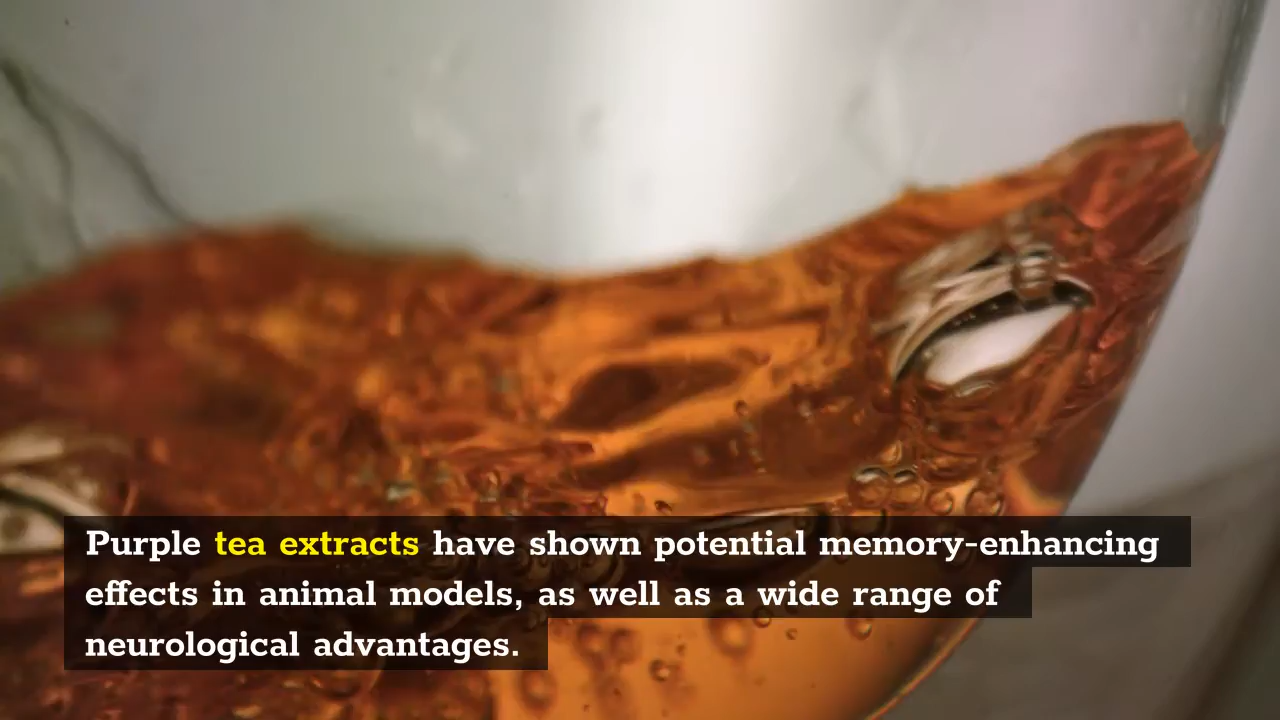 Purple tea extracts have shown potential memory-enhancing
effects in animal models, as well as a wide range of
neurological advantages.